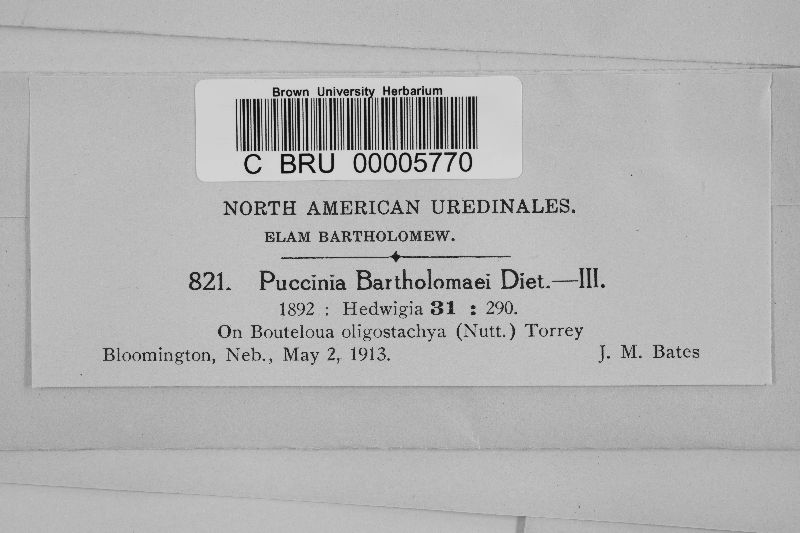 Brown University Herbarium
C BRU 00005770
NORTH AMERICAN UREDINALES.
ELAM BARTHOLOMEW.
821. Puccinia Bartholomaei Diet.—III.
1892 : Hedwigia 31 : 290.
On Bouteloua oligostachya (Nutt.) Torrey
Bloomington, Neb., May 2, 1913. J. M. Bates